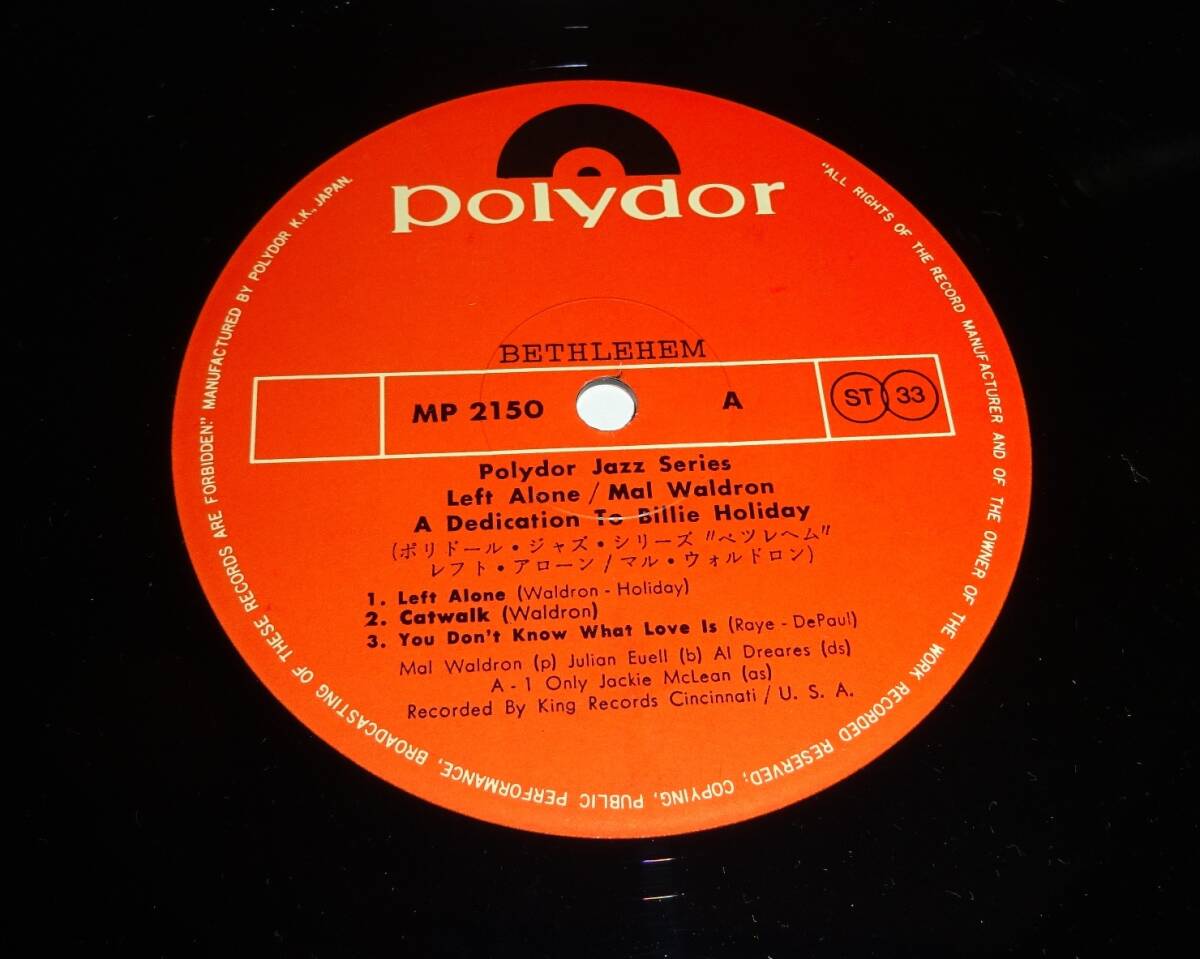 polydor
BETHLEHEM
MP 2150 A ST 33
Polydor Jazz Series
Left Alone / Mal Waldron
A Dedication To Billie Holiday
(ポリドール・ジャズ・シリーズ "ベツレヘム"
レフト・アローン/マル・ウォルドロン)
1. Left Alone (Waldron - Holiday)
2. Catwalk (Waldron)
3. You Don't Know What Love Is (Raye - DePaul)
Mal Waldron (p) Julian Euell (b) Al Dreares (ds)
A - 1 Only Jackie McLean (as)
Recorded By King Records Cincinnati / U. S. A.
"ALL RIGHTS OF THE RECORD MANUFACTURER AND OF THE OWNER OF THE WORK RECORDED RESERVED; COPYING, PUBLIC PERFORMANCE, BROADCASTING OF THESE RECORDS ARE FORBIDDEN." MANUFACTURED BY POLYDOR K.K., JAPAN.